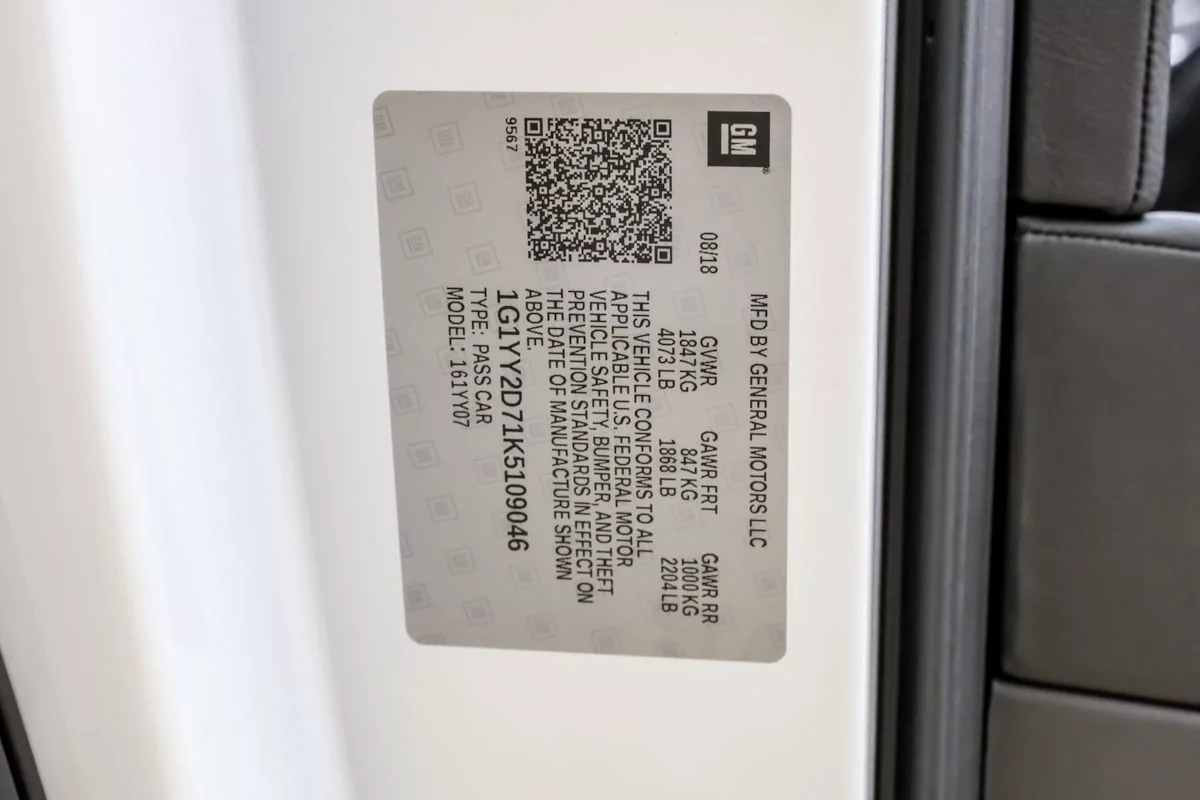 GM
®
MFD BY GENERAL MOTORS LLC
08/18 GVWR GAWR FRT GAWR RR
1847 KG 847 KG 1000 KG
4073 LB 1868 LB 2204 LB
THIS VEHICLE CONFORMS TO ALL
APPLICABLE U.S. FEDERAL MOTOR
VEHICLE SAFETY, BUMPER, AND THEFT
PREVENTION STANDARDS IN EFFECT ON
THE DATE OF MANUFACTURE SHOWN
ABOVE.
9567
1G1YY2D71K5109046
TYPE: PASS CAR
MODEL: 161YY07